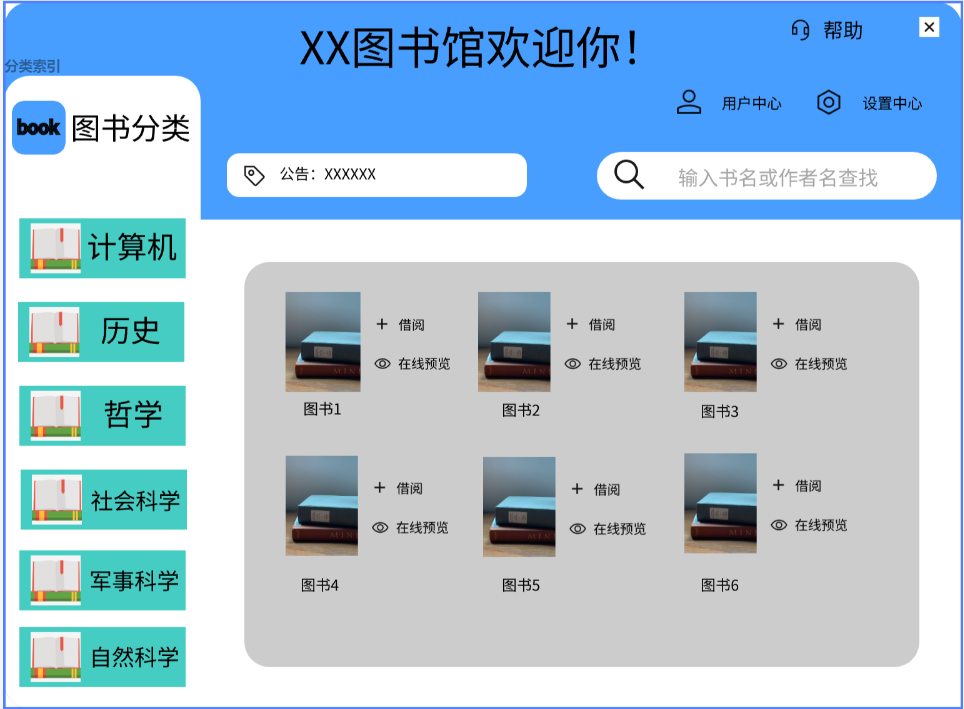 XX图书馆欢迎你！
帮助
分类索引
book
图书分类
用户中心
设置中心
公告：XXXXXX
输入书名或作者名查找
计算机
历史
哲学
社会科学
军事科学
自然科学
借阅
在线预览
图书1
借阅
在线预览
图书2
借阅
在线预览
图书3
借阅
在线预览
图书4
借阅
在线预览
图书5
借阅
在线预览
图书6